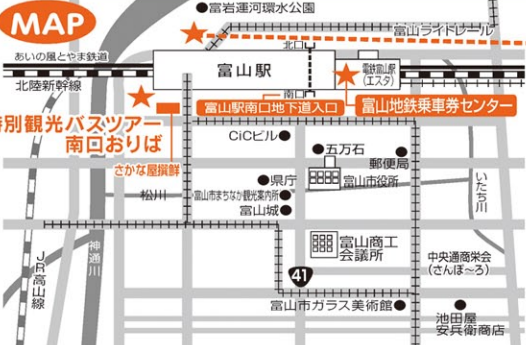 MAP
富岩運河環水公園
富山ライトレール
あいの風とやま鉄道
北陸新幹線
北口
富山駅
電鉄富山駅
(エスタ)
南口
富山駅南口地下道入口
富山地鉄乗車券センター
特別観光バスツアー
南口おりば
さかな屋撰鮮
CiCビル
五万石
郵便局
県庁
富山市役所
松川
富山市まちなか観光案内所
富山城
いたち川
JR高山線
神通川
富山商工
会議所
中央通商栄会
(さんぽ〜ろ)
41
富山市ガラス美術館
池田屋
安兵衛商店